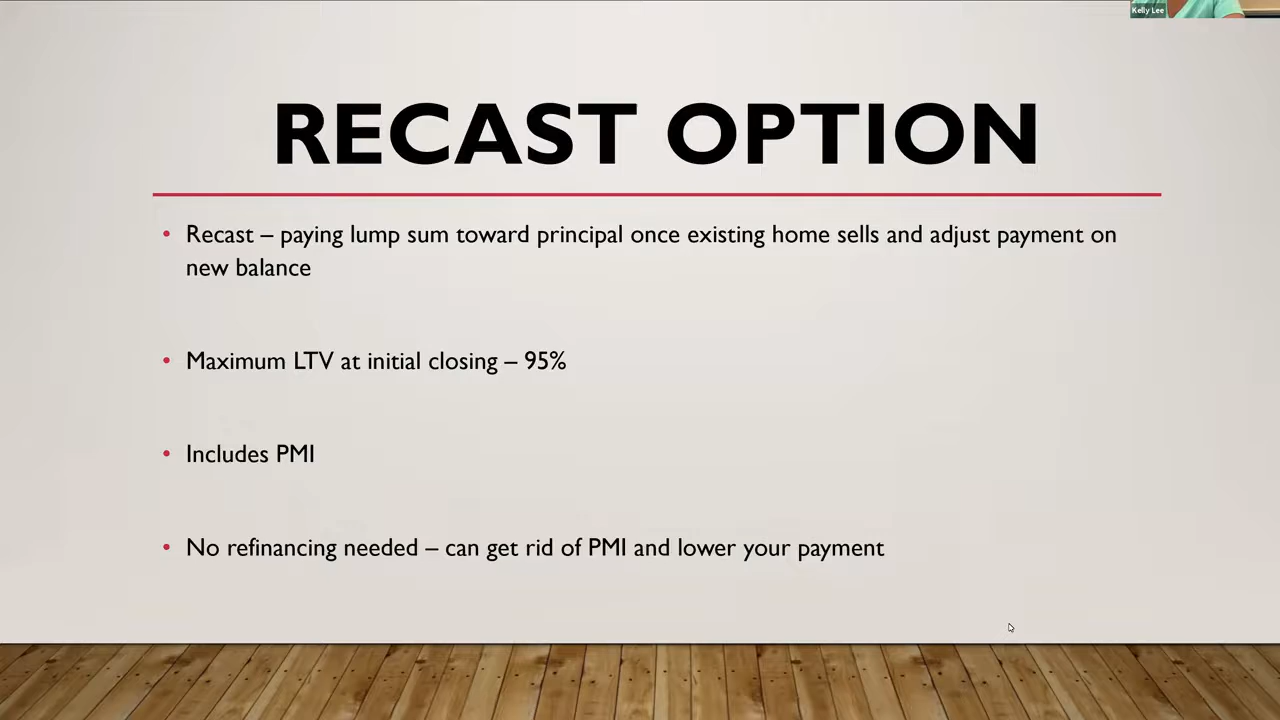 Kelly Lee
RECAST OPTION
• Recast – paying lump sum toward principal once existing home sells and adjust payment on
new balance
• Maximum LTV at initial closing – 95%
• Includes PMI
• No refinancing needed – can get rid of PMI and lower your payment